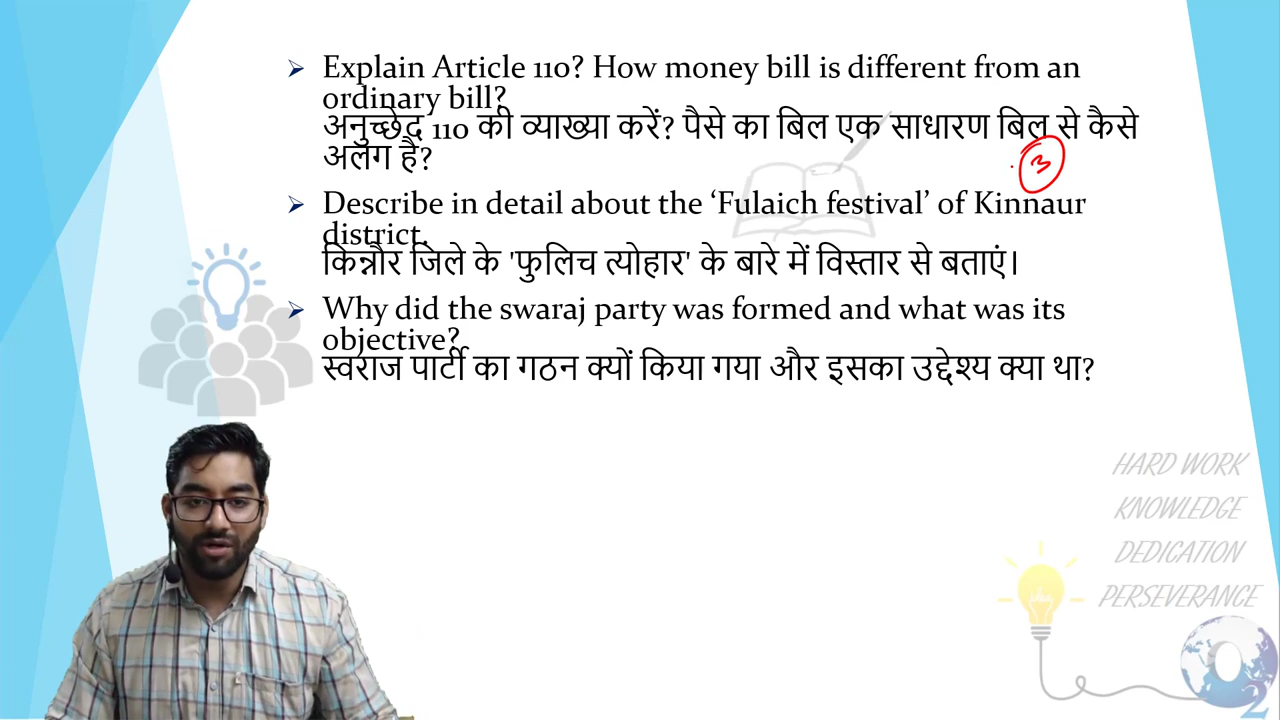 Explain Article 110? How money bill is different from an
ordinary bill?
अनुच्छेद 110 की व्याख्या करें? पैसे का बिल एक साधारण बिल से कैसे
अलग है?
3
Describe in detail about the ‘Fulaich festival’ of Kinnaur
district.
किन्नौर जिले के 'फुलिच त्योहार' के बारे में विस्तार से बताएं।
Why did the swaraj party was formed and what was its
objective?
स्वराज पार्टी का गठन क्यों किया गया और इसका उद्देश्य क्या था?
HARD WORK
KNOWLEDGE
DEDICATION
PERSEVERANCE
idea
O2